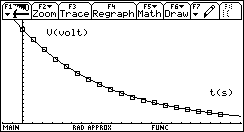 F1 F2 Zoom F3 Trace F4 Regraph F5 Math F6 Draw F7
V(volt)
t(s)
MAIN RAD APPROX FUNC